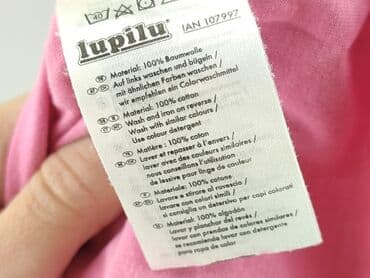 40
lupilu®
IAN 107997
Material: 100% Baumwolle
Auf links waschen und bügeln /
mit ähnlichen Farben waschen /
wir empfehlen ein Colorwaschmittel
Material: 100% cotton
Wash and iron on reverse /
Wash with similar colours /
Use colour detergent
Matière : 100% coton
Laver et repasser à l'envers /
laver avec des couleurs similaires /
nous conseillons l'utilisation
de lessive pour linge de couleur
Materiale: 100% cotone
Lavare e stirare al rovescio /
lavare con colori simili /
si consiglia un detersivo per capi colorati
Material: 100% algodón
Lavar y planchar del revés /
lavar con prendas de colores similares /
se recomienda lavar con detergente
para ropa de color